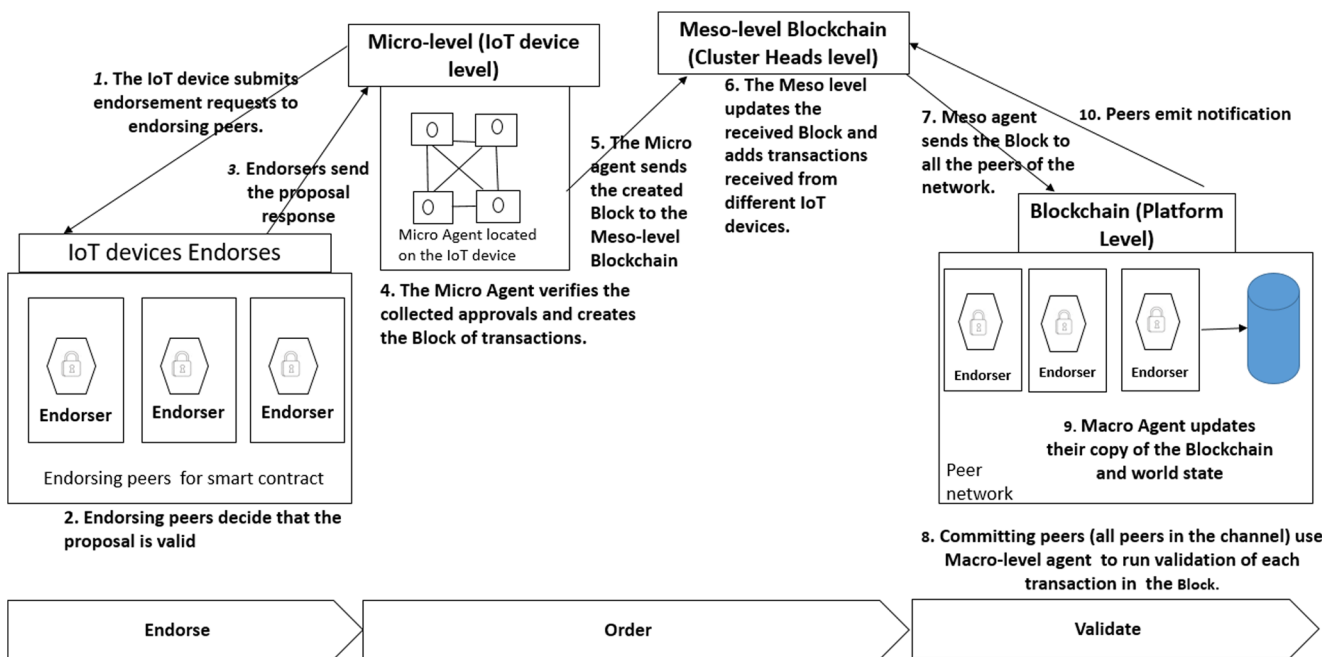 Micro-level (IoT device
level)
Meso-level Blockchain
(Cluster Heads level)
1. The IoT device submits
endorsement requests to
endorsing peers.
3. Endorsers send
the proposal
response
IoT devices Endorses
Endorser
Endorser
Endorser
Endorsing peers for smart contract
2. Endorsing peers decide that the
proposal is valid
Micro Agent located
on the IoT device
4. The Micro Agent verifies the
collected approvals and creates
the Block of transactions.
5. The Micro
agent sends
the created
Block to the
Meso-level
Blockchain
6. The Meso level
updates the
received Block and
adds transactions
received from
different IoT
devices.
7. Meso agent
sends the Block to
all the peers of the
network.
10. Peers emit notification
Blockchain (Platform
Level)
Endorser
Endorser
Endorser
9. Macro Agent updates
their copy of the Blockchain
and world state
Peer
network
8. Committing peers (all peers in the channel) use
Macro-level agent to run validation of each
transaction in the Block.
Endorse
Order
Validate